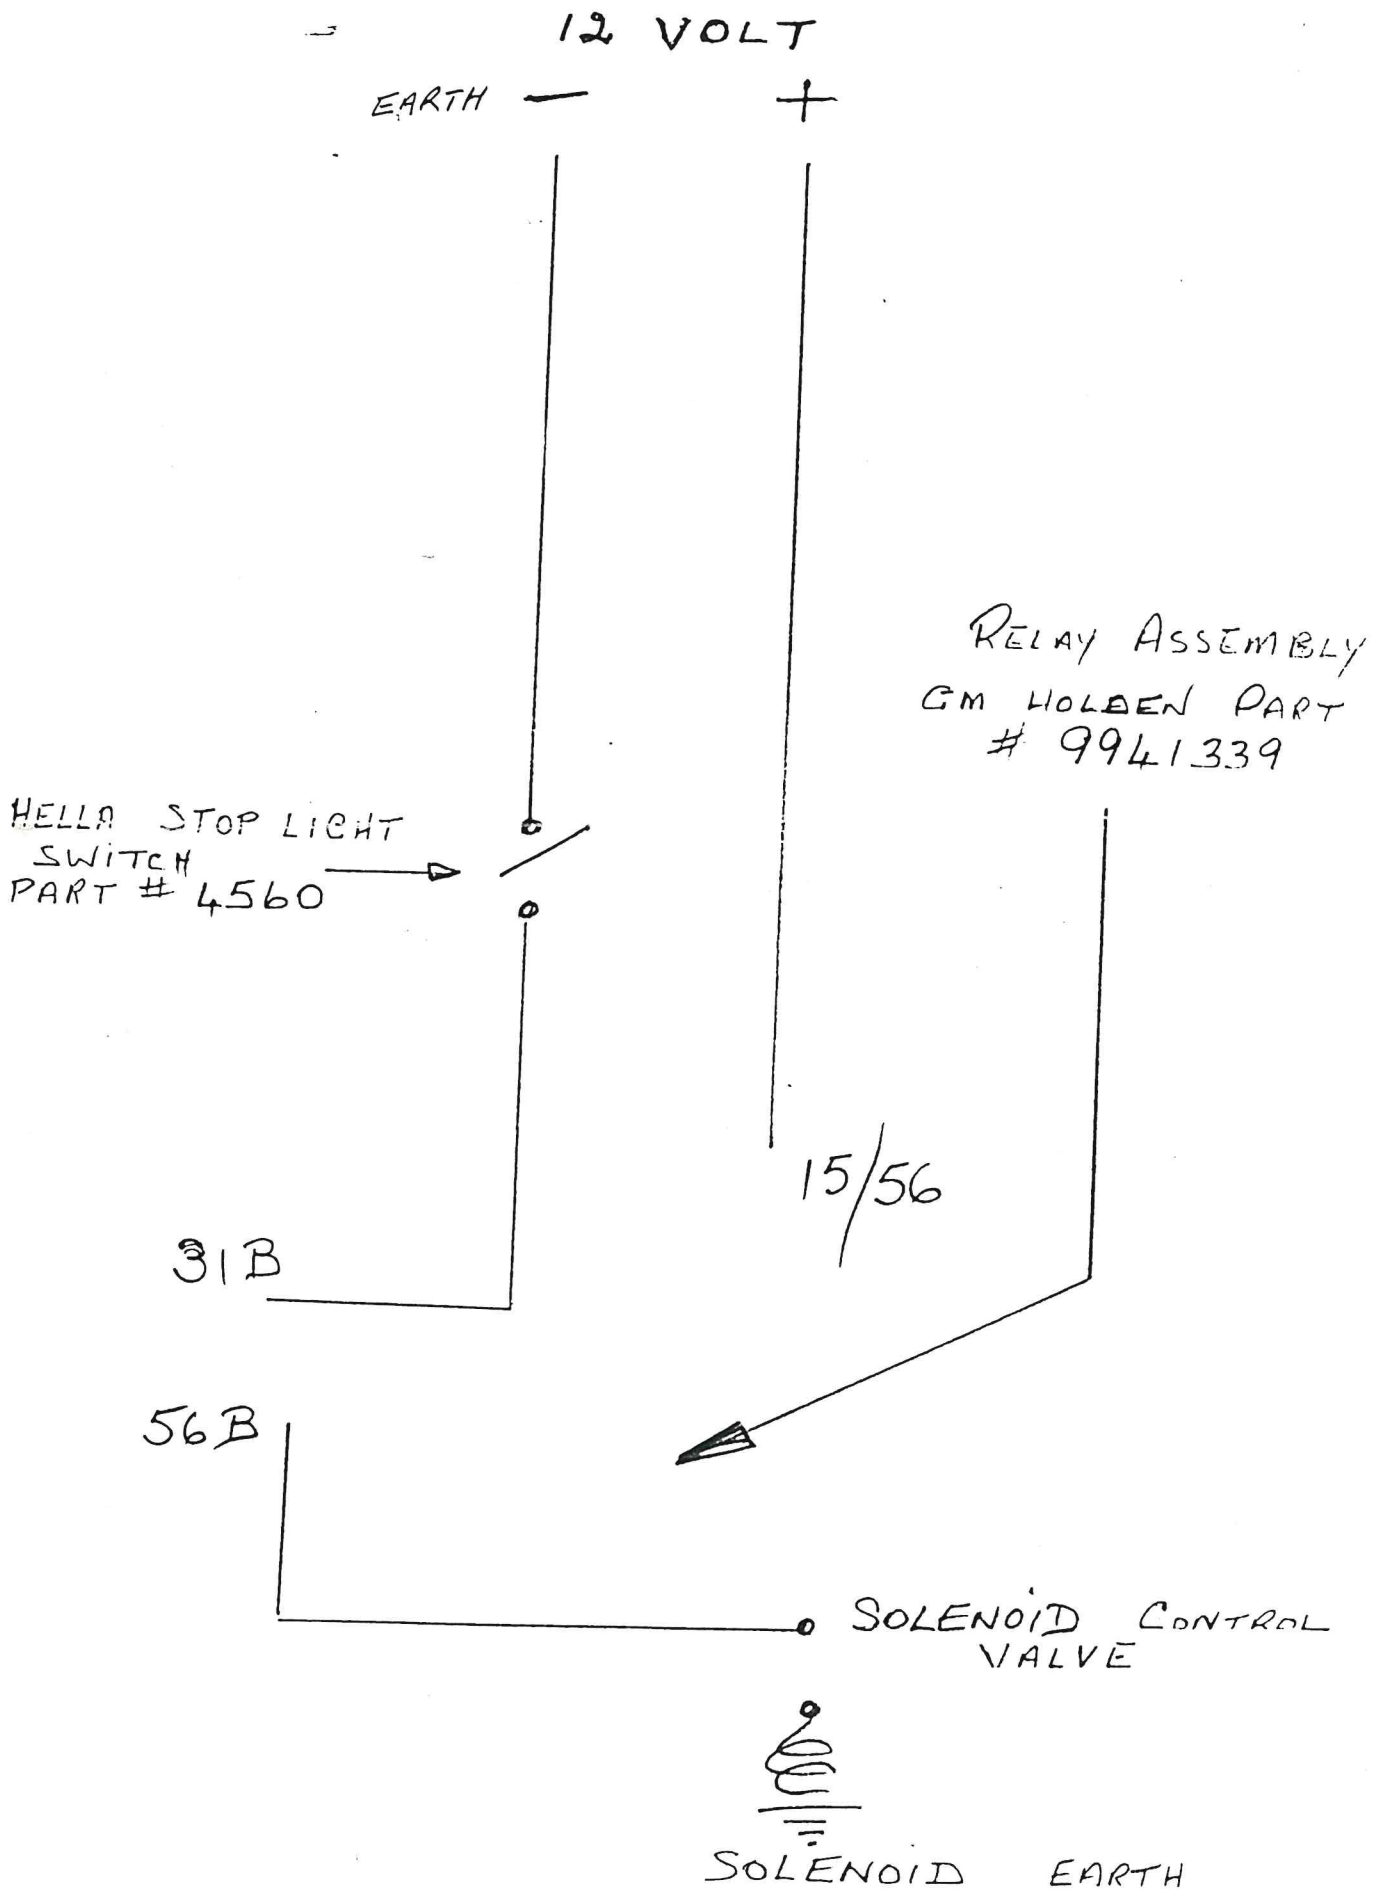 12 VOLT
EARTH − +
RELAY ASSEMBLY
GM HOLDEN PART
# 9941339
HELLA STOP LIGHT
SWITCH
PART # 4560
15/56
31B
56B
SOLENOID CONTROL
VALVE
SOLENOID EARTH